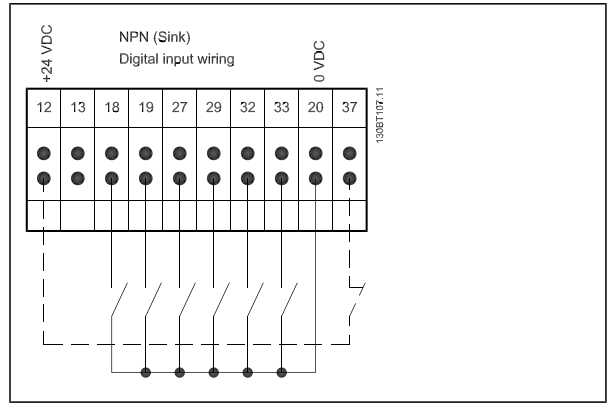 NPN (Sink)
Digital input wiring
+24 VDC
0 VDC
12 13 18 19 27 29 32 33 20 37
130BT107.11